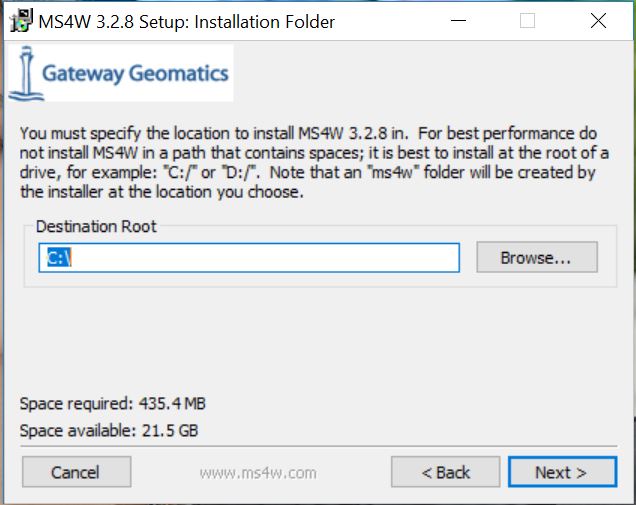 MS4W 3.2.8 Setup: Installation Folder
Gateway Geomatics
You must specify the location to install MS4W 3.2.8 in. For best performance do
not install MS4W in a path that contains spaces; it is best to install at the root of a
drive, for example: "C:/" or "D:/". Note that an "ms4w" folder will be created by
the installer at the location you choose.
Destination Root
C:\
Browse...
Space required: 435.4 MB
Space available: 21.5 GB
Cancel
www.ms4w.com
< Back
Next >